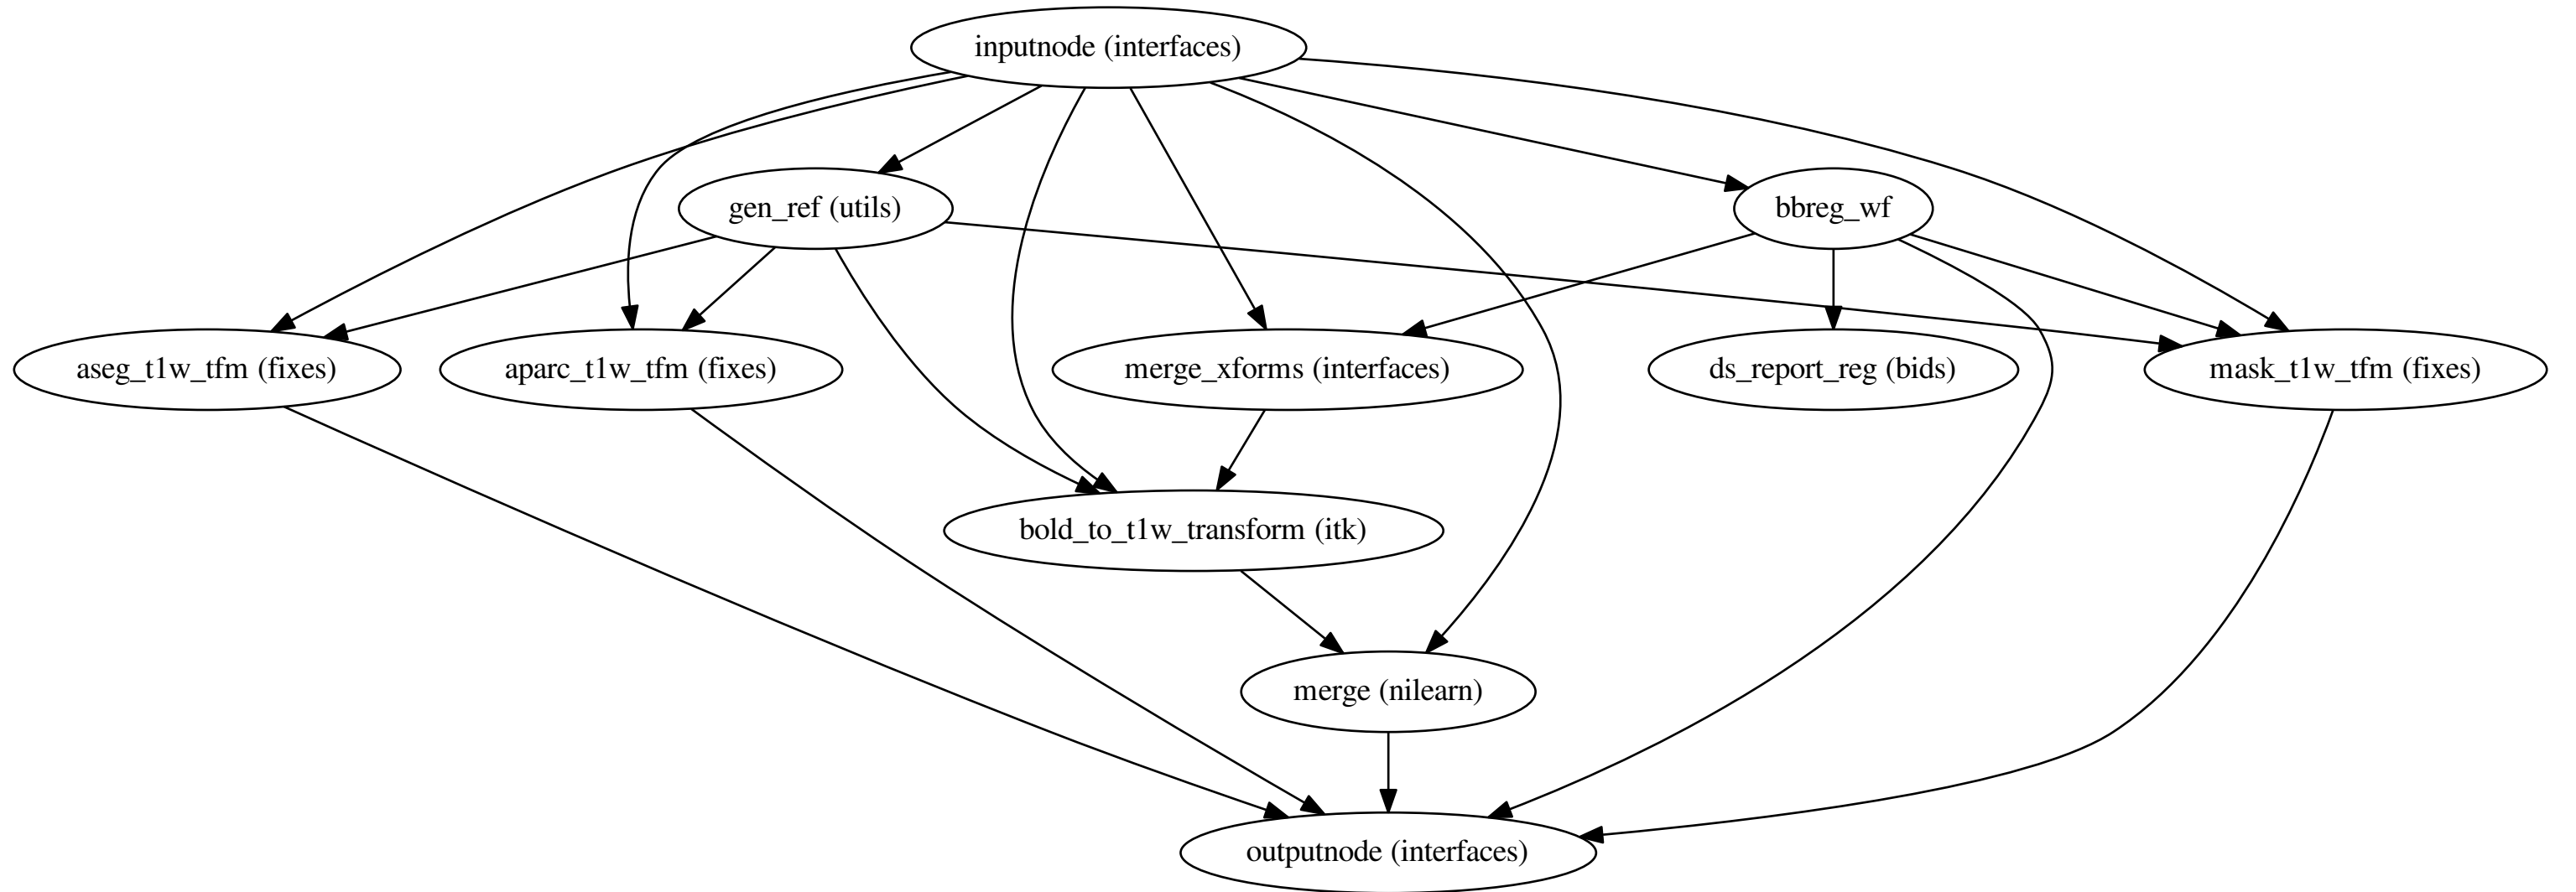 inputnode (interfaces)
gen_ref (utils)
bbreg_wf
aseg_t1w_tfm (fixes)
aparc_t1w_tfm (fixes)
merge_xforms (interfaces)
ds_report_reg (bids)
mask_t1w_tfm (fixes)
bold_to_t1w_transform (itk)
merge (nilearn)
outputnode (interfaces)